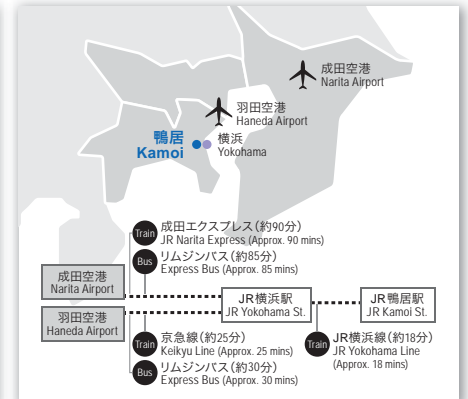 成田空港
Narita Airport
羽田空港
Haneda Airport
鴨居
Kamoi
横浜
Yokohama
Train
成田エクスプレス(約90分)
JR Narita Express (Approx. 90 mins)
Bus
リムジンバス(約85分)
Express Bus (Approx. 85 mins)
成田空港
Narita Airport
羽田空港
Haneda Airport
JR横浜駅
JR Yokohama St.
JR鴨居駅
JR Kamoi St.
Train
京急線(約25分)
Keikyu Line (Approx. 25 mins)
Bus
リムジンバス(約30分)
Express Bus (Approx. 30 mins)
Train
JR横浜線(約18分)
JR Yokohama Line
(Approx. 18 mins)